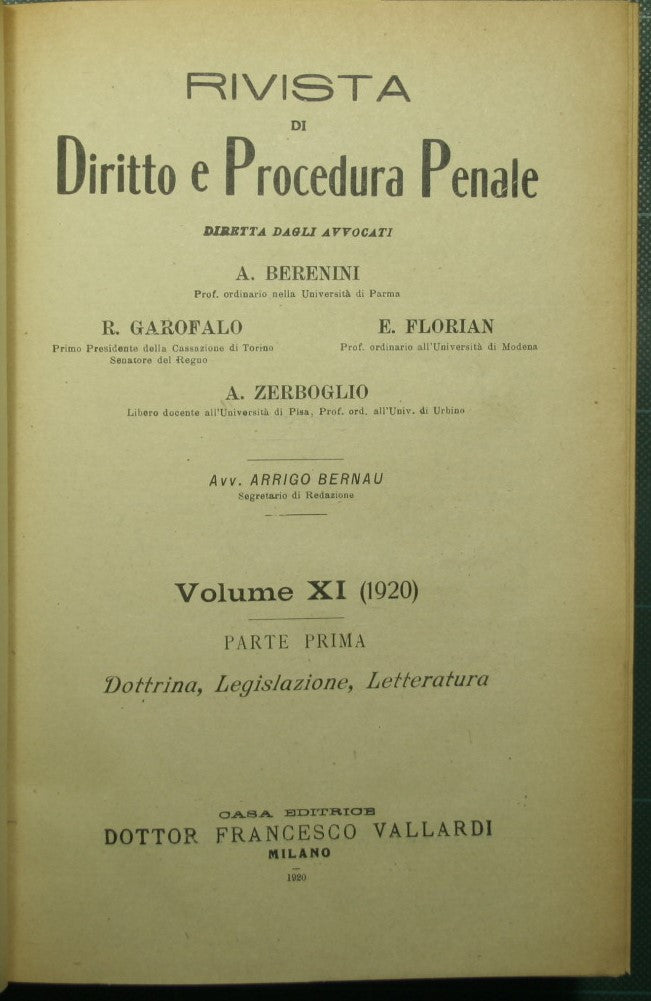 RIVISTA
DI
Diritto e Procedura Penale
DIRETTA DAGLI AVVOCATI
A. BERENINI
Prof. ordinario nella Università di Parma
R. GAROFALO
Primo Presidente della Cassazione di Torino
Senatore del Regno
E. FLORIAN
Prof. ordinario all'Università di Modena
A. ZERBOGLIO
Libero docente all'Università di Pisa, Prof. ord. all'Univ. di Urbino
Avv. ARRIGO BERNAU
Segretario di Redazione
Volume XI (1920)
PARTE PRIMA
Dottrina, Legislazione, Letteratura
CASA EDITRICE
DOTTOR FRANCESCO VALLARDI
MILANO
1920